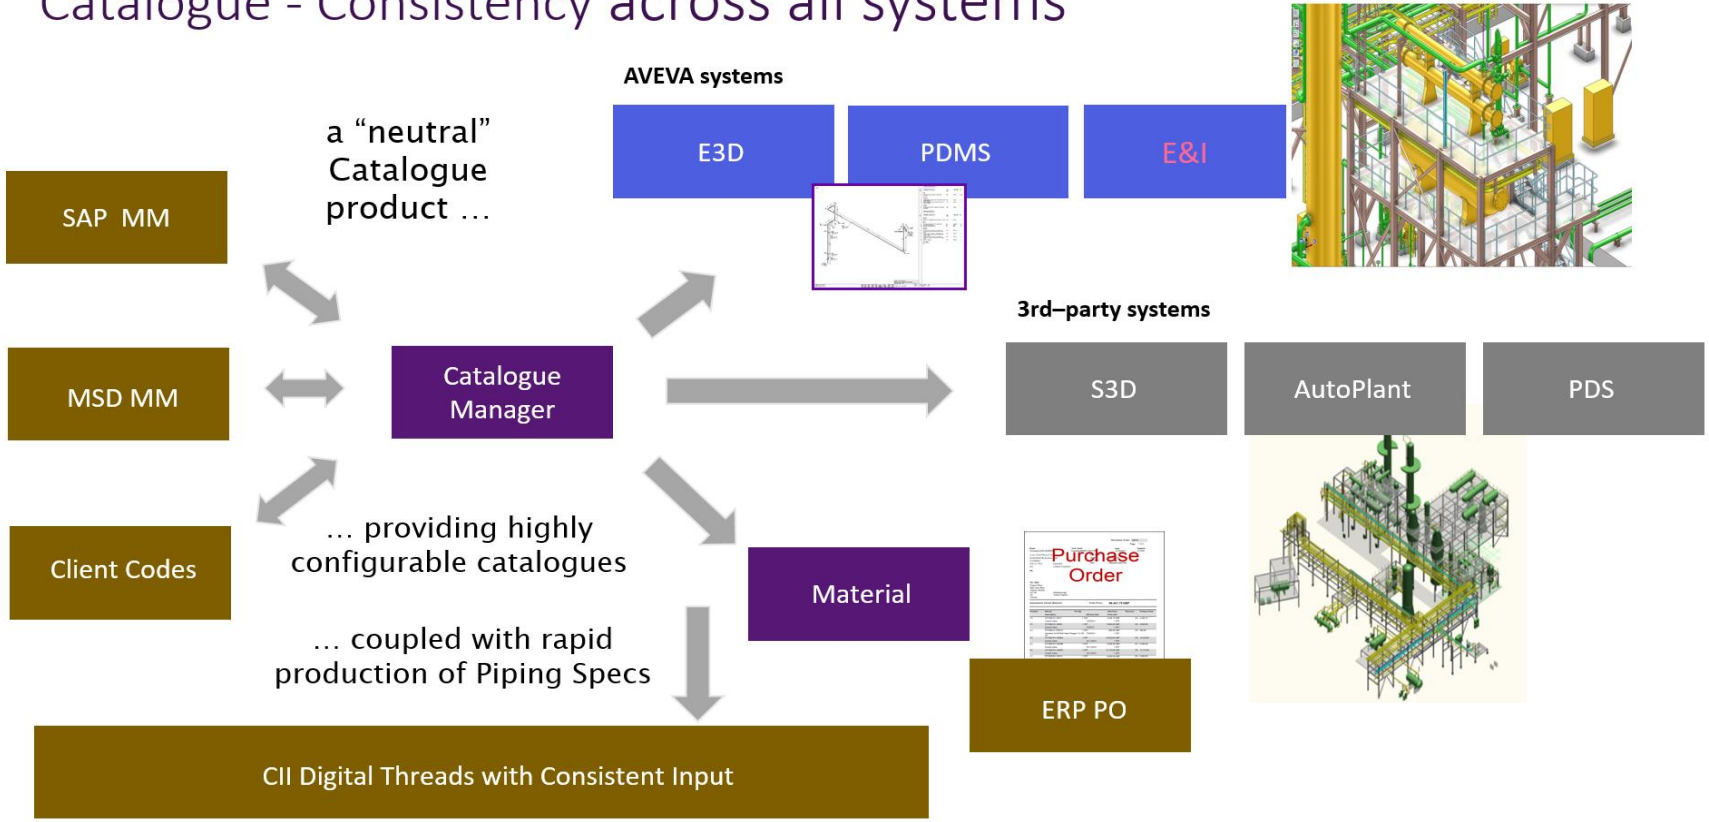 Catalogue - Consistency across all systems
AVEVA systems
a “neutral”
Catalogue
product …
E3D
PDMS
E&I
SAP MM
3rd–party systems
MSD MM
Catalogue
Manager
S3D
AutoPlant
PDS
Client Codes
… providing highly
configurable catalogues
Material
Purchase
Order
… coupled with rapid
production of Piping Specs
ERP PO
CII Digital Threads with Consistent Input